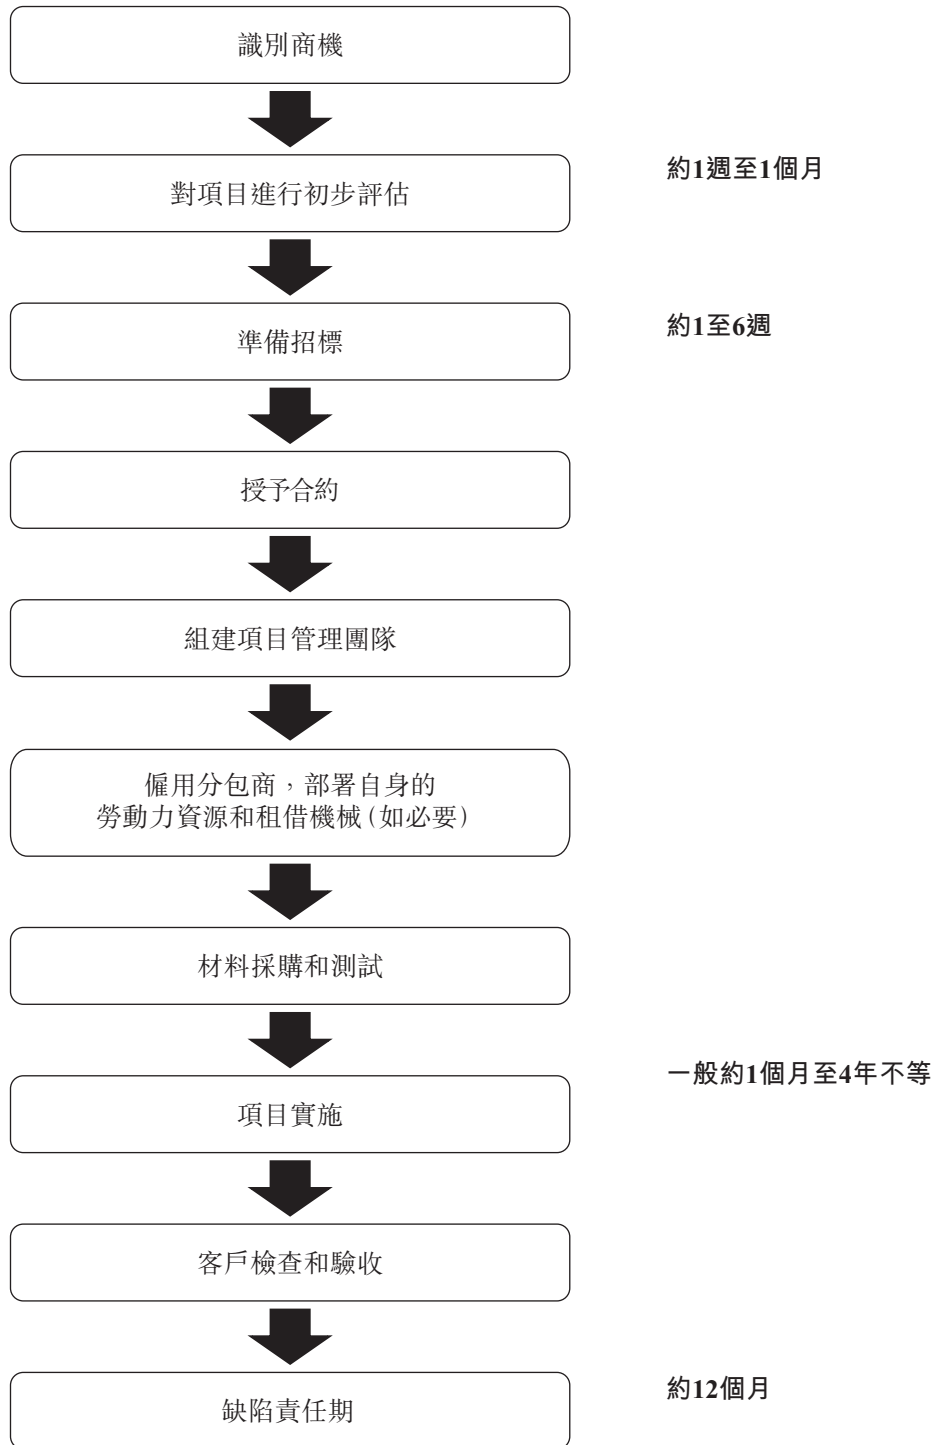 識別商機
對項目進行初步評估
約1週至1個月
準備招標
約1至6週
授予合約
組建項目管理團隊
僱用分包商，部署自身的
勞動力資源和租借機械(如必要)
材料採購和測試
一般約1個月至4年不等
項目實施
客戶檢查和驗收
約12個月
缺陷責任期